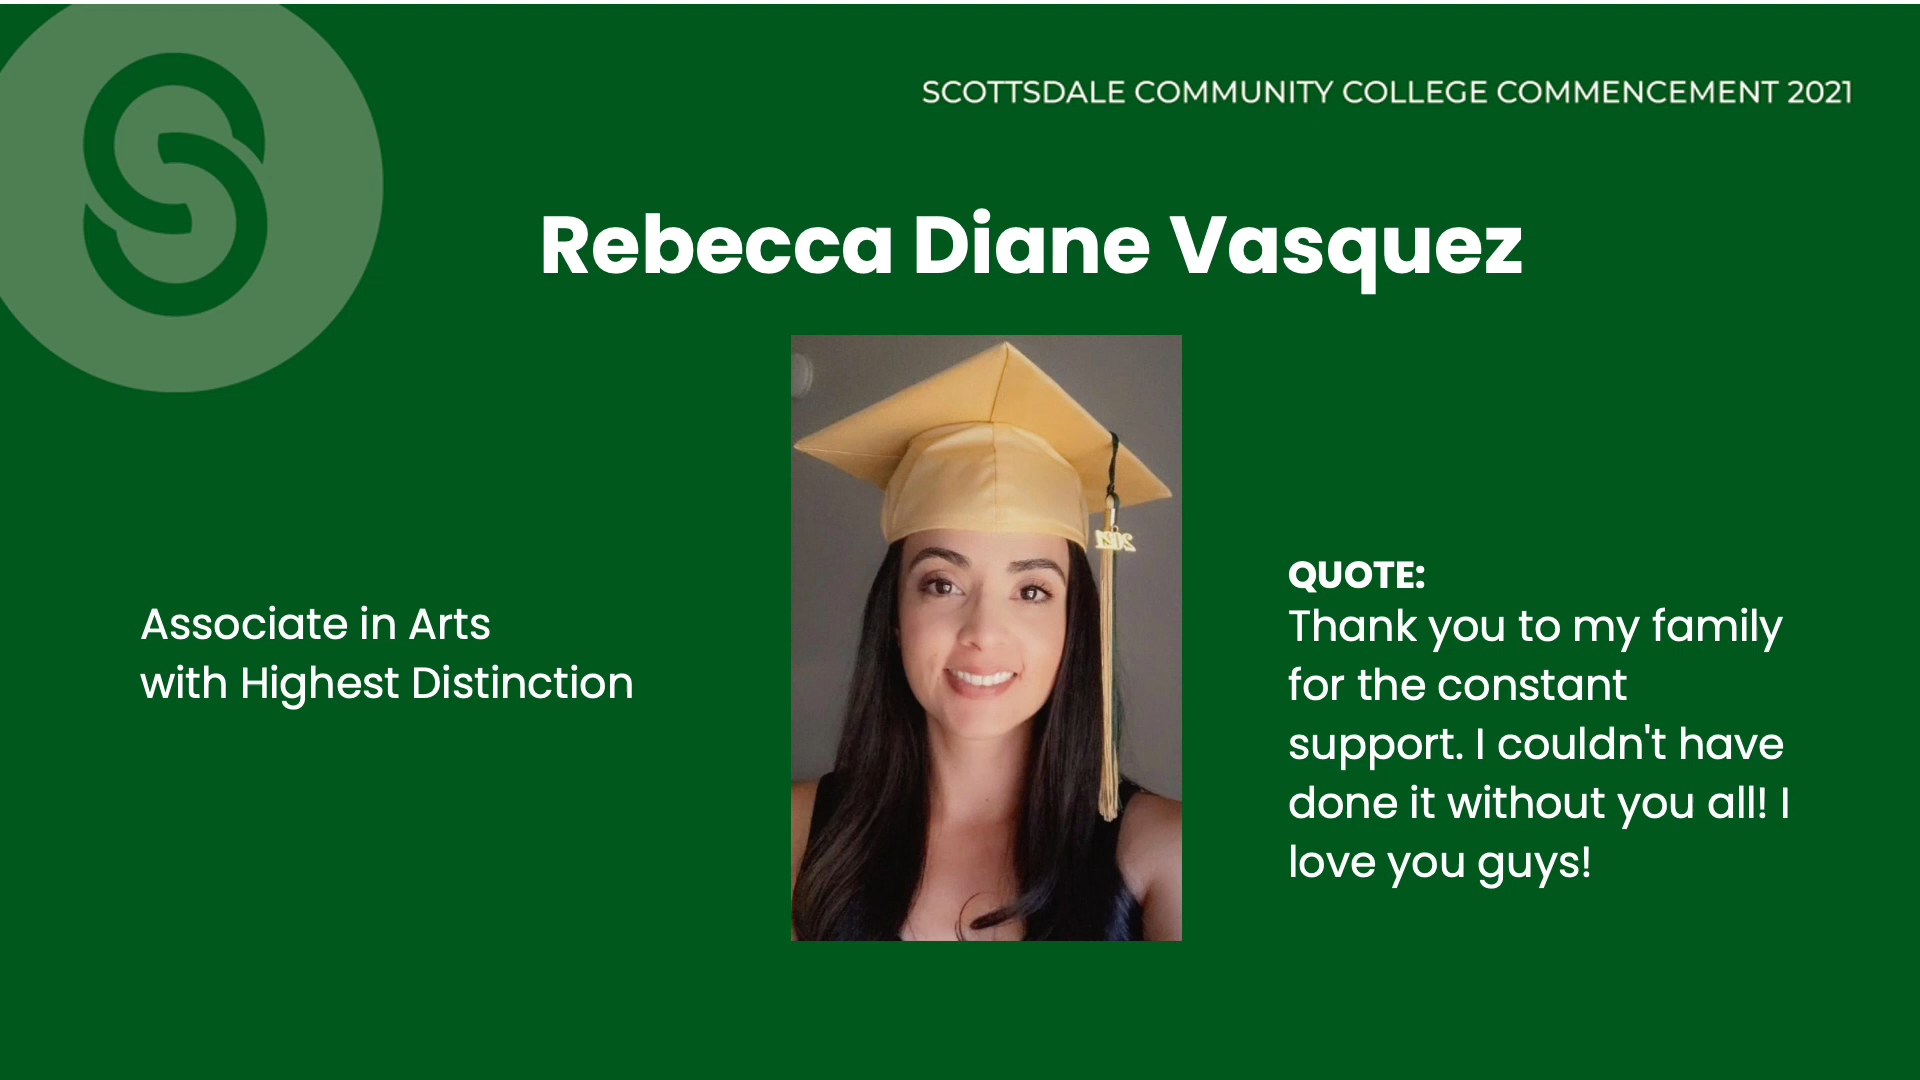 SCOTTSDALE COMMUNITY COLLEGE COMMENCEMENT 2021
Rebecca Diane Vasquez
Associate in Arts
with Highest Distinction
2021
QUOTE:
Thank you to my family
for the constant
support. I couldn't have
done it without you all! I
love you guys!